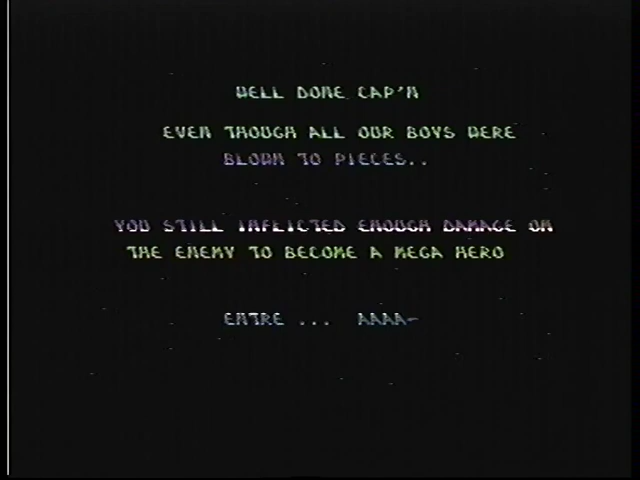 WELL DONE CAP'N
EVEN THOUGH ALL OUR BOYS WERE
BLOWN TO PIECES..
YOU STILL INFLICTED ENOUGH DAMAGE ON
THE ENEMY TO BECOME A MEGA HERO
ENTRE ... AAAA-